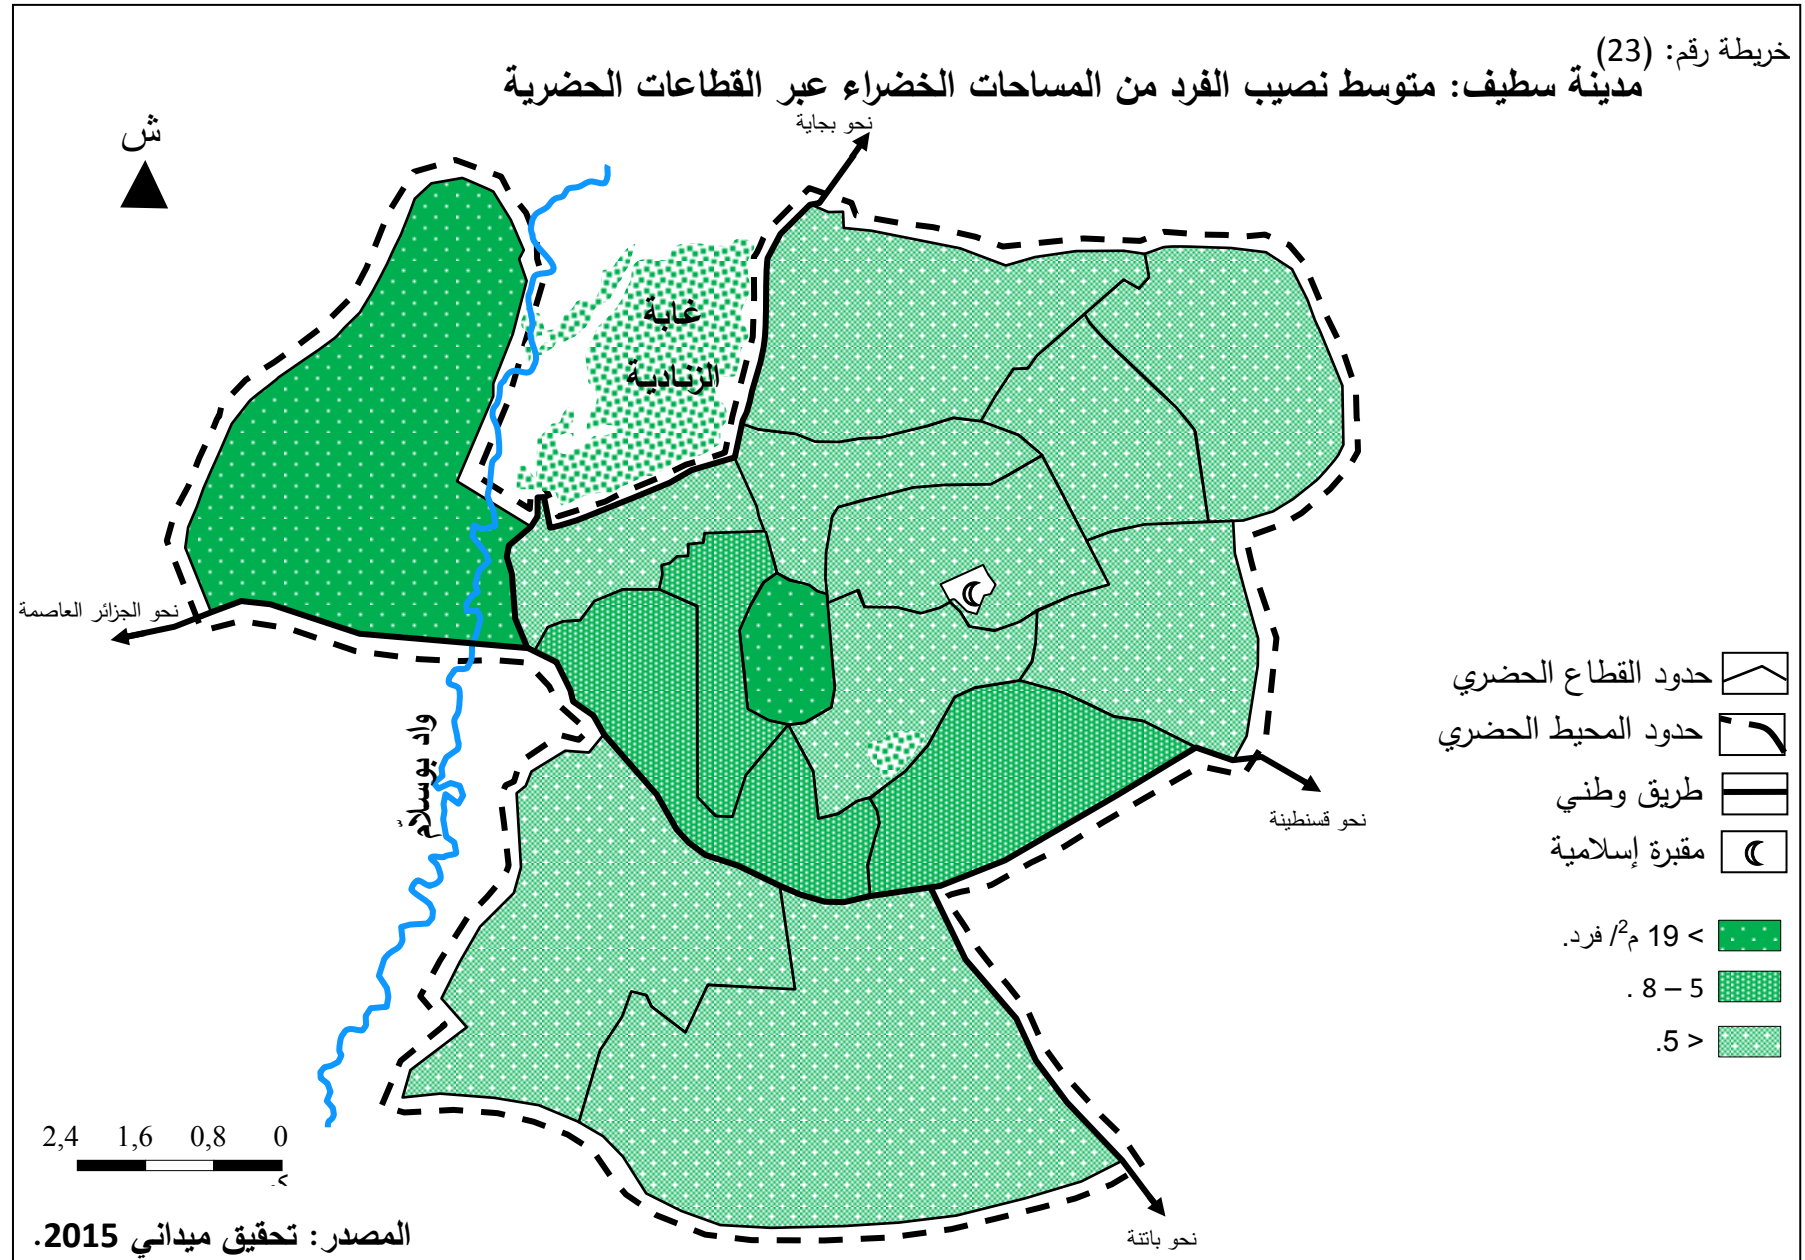 خريطة رقم: (23)
مدينة سطيف: متوسط نصيب الفرد من المساحات الخضراء عبر القطاعات الحضرية
نحو بجاية
ش
غابة
الزنادية
نحو الجزائر العاصمة
واد بوسلاّم
حدود القطاع الحضري
حدود المحيط الحضري
طريق وطني
مقبرة إسلامية
نحو قسنطينة
> 19 م²/ فرد.
5 – 8 .
< 5.
2,4 1,6 0,8 0
نحو باتنة
المصدر: تحقيق ميداني 2015.